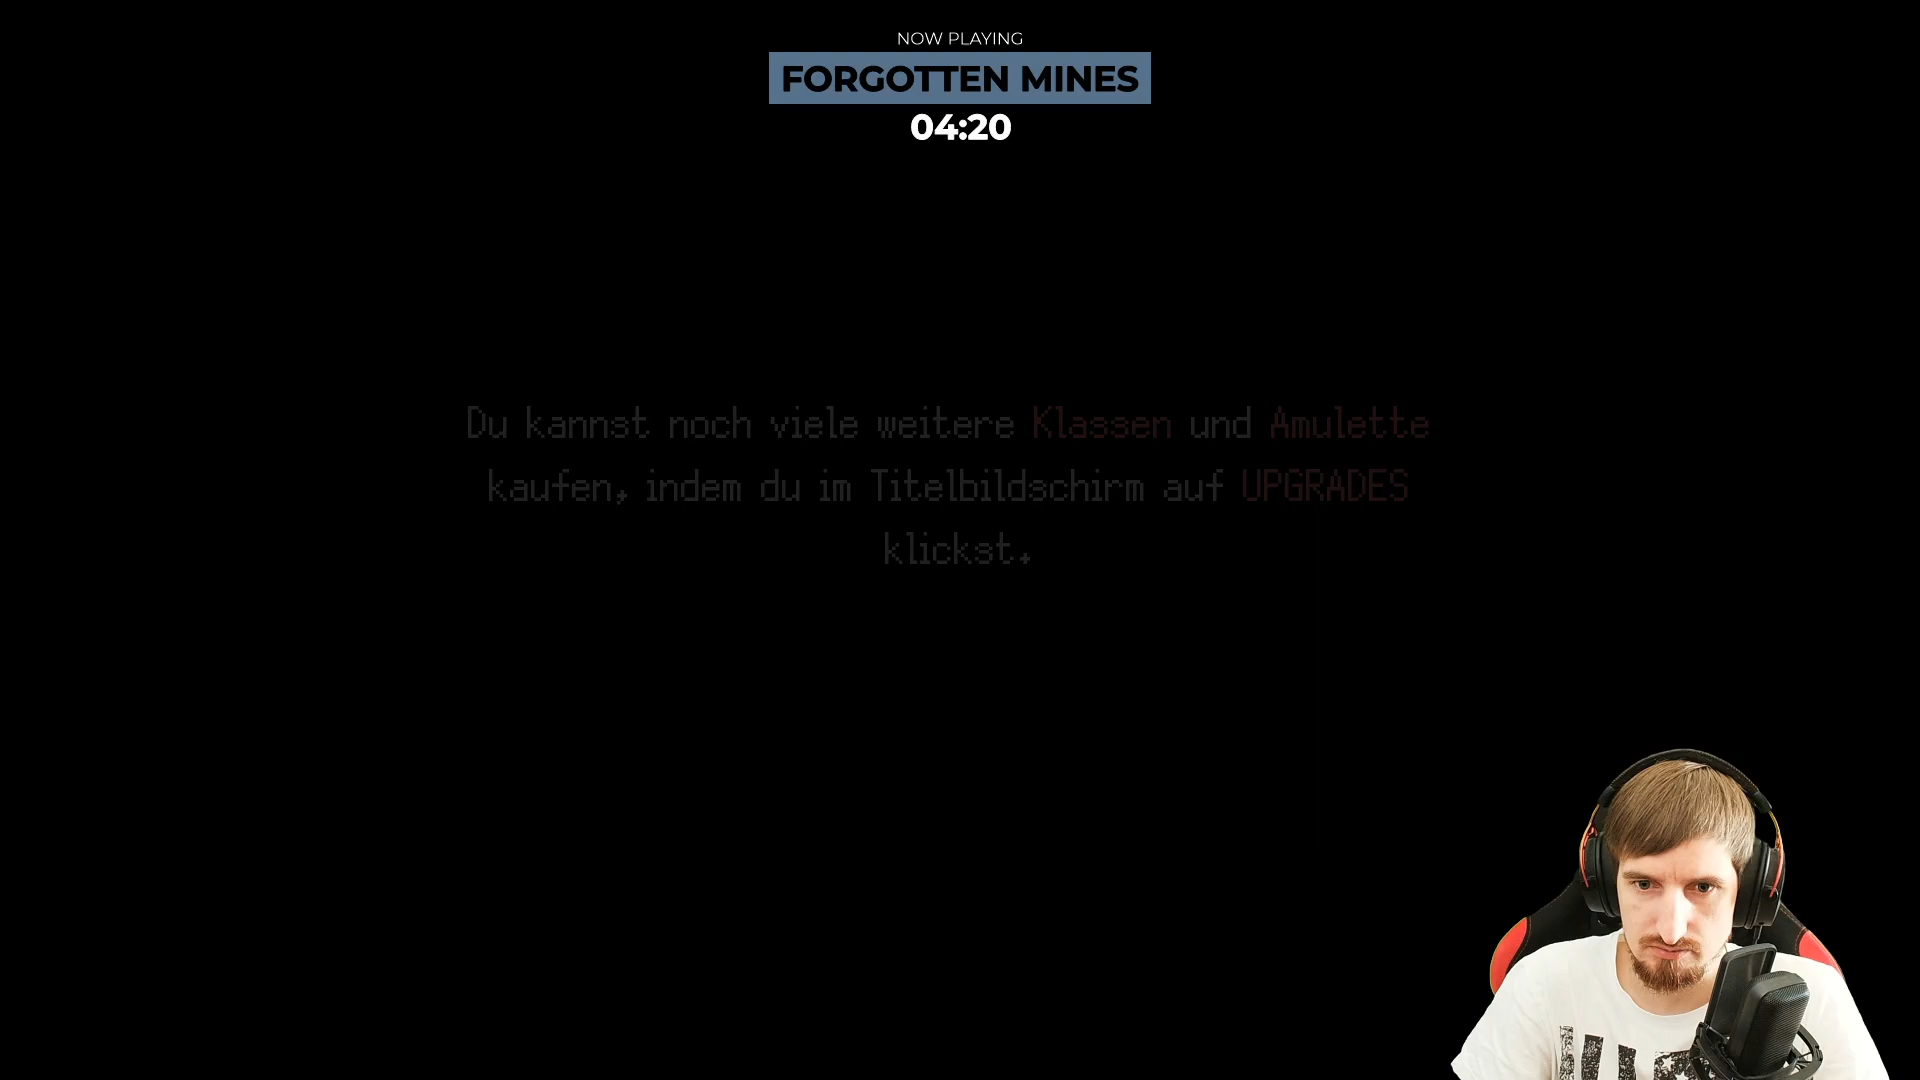 NOW PLAYING
FORGOTTEN MINES
04:20
Du kannst noch viele weitere Klassen und Amulette
kaufen, indem du im Titelbildschirm auf UPGRADES
klickst.